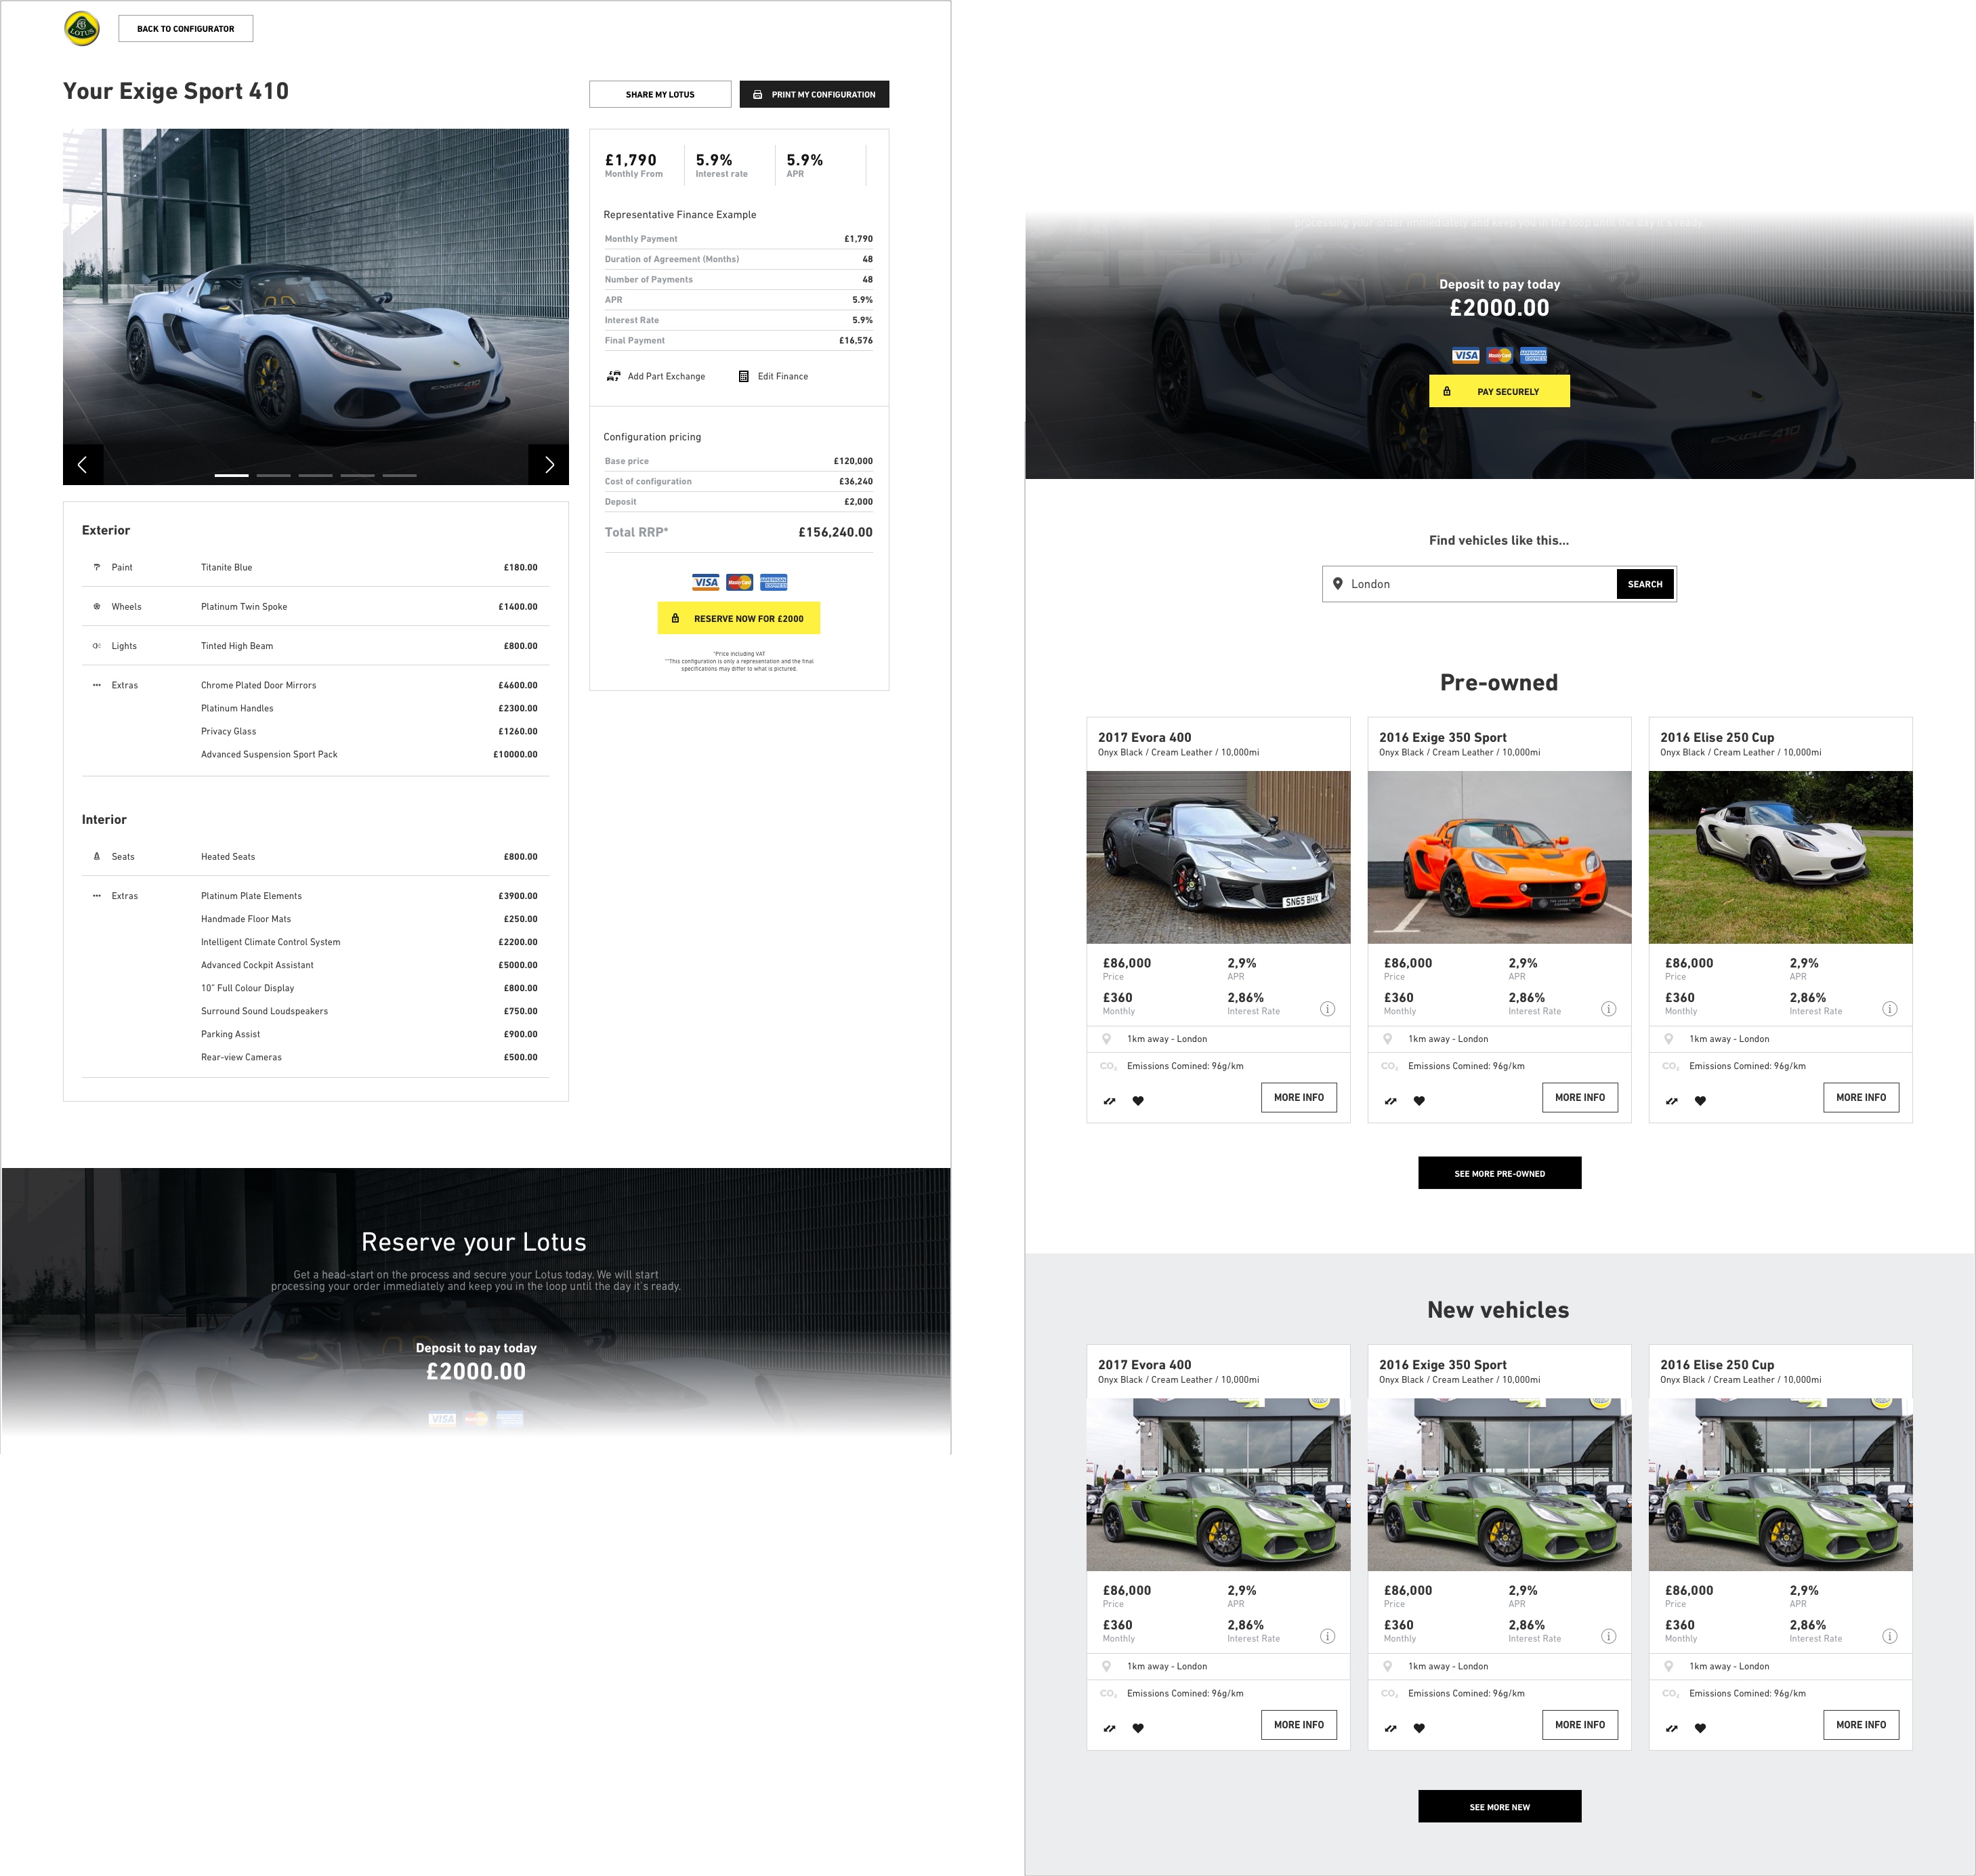 LOTUS
BACK TO CONFIGURATOR
Your Exige Sport 410
SHARE MY LOTUS
PRINT MY CONFIGURATION
EXIGE 410
£1,790
Monthly From
5.9%
Interest rate
5.9%
APR
Representative Finance Example
Monthly Payment £1,790
Duration of Agreement (Months) 48
Number of Payments 48
APR 5.9%
Interest Rate 5.9%
Final Payment £16,576
Add Part Exchange
Edit Finance
Configuration pricing
Base price £120,000
Cost of configuration £36,240
Deposit £2,000
Total RRP* £156,240.00
VISA MasterCard AMERICAN EXPRESS
RESERVE NOW FOR £2000
*Price including VAT
**This configuration is only a representation and the final
specifications may differ to what is pictured.
Exterior
Paint Titanite Blue £180.00
Wheels Platinum Twin Spoke £1400.00
Lights Tinted High Beam £800.00
Extras Chrome Plated Door Mirrors £4600.00
Platinum Handles £2300.00
Privacy Glass £1260.00
Advanced Suspension Sport Pack £10000.00
Interior
Seats Heated Seats £800.00
Extras Platinum Plate Elements £3900.00
Handmade Floor Mats £250.00
Intelligent Climate Control System £2200.00
Advanced Cockpit Assistant £5000.00
10" Full Colour Display £800.00
Surround Sound Loudspeakers £750.00
Parking Assist £900.00
Rear-view Cameras £500.00
Reserve your Lotus
Get a head-start on the process and secure your Lotus today. We will start
processing your order immediately and keep you in the loop until the day it's ready.
Deposit to pay today
£2000.00
VISA MasterCard AMERICAN EXPRESS
processing your order immediately and keep you in the loop until the day it's ready.
Deposit to pay today
£2000.00
VISA MasterCard AMERICAN EXPRESS
PAY SECURELY
EXIGE 410
Find vehicles like this...
London
SEARCH
Pre-owned
2017 Evora 400
Onyx Black / Cream Leather / 10,000mi
SN65 BHX
£86,000 2,9%
Price APR
£360 2,86%
Monthly Interest Rate
1km away - London
CO2 Emissions Comined: 96g/km
MORE INFO
2016 Exige 350 Sport
Onyx Black / Cream Leather / 10,000mi
£86,000 2,9%
Price APR
£360 2,86%
Monthly Interest Rate
1km away - London
CO2 Emissions Comined: 96g/km
MORE INFO
2016 Elise 250 Cup
Onyx Black / Cream Leather / 10,000mi
£86,000 2,9%
Price APR
£360 2,86%
Monthly Interest Rate
1km away - London
CO2 Emissions Comined: 96g/km
MORE INFO
SEE MORE PRE-OWNED
New vehicles
2017 Evora 400
Onyx Black / Cream Leather / 10,000mi
£86,000 2,9%
Price APR
£360 2,86%
Monthly Interest Rate
1km away - London
CO2 Emissions Comined: 96g/km
MORE INFO
2016 Exige 350 Sport
Onyx Black / Cream Leather / 10,000mi
£86,000 2,9%
Price APR
£360 2,86%
Monthly Interest Rate
1km away - London
CO2 Emissions Comined: 96g/km
MORE INFO
2016 Elise 250 Cup
Onyx Black / Cream Leather / 10,000mi
£86,000 2,9%
Price APR
£360 2,86%
Monthly Interest Rate
1km away - London
CO2 Emissions Comined: 96g/km
MORE INFO
SEE MORE NEW